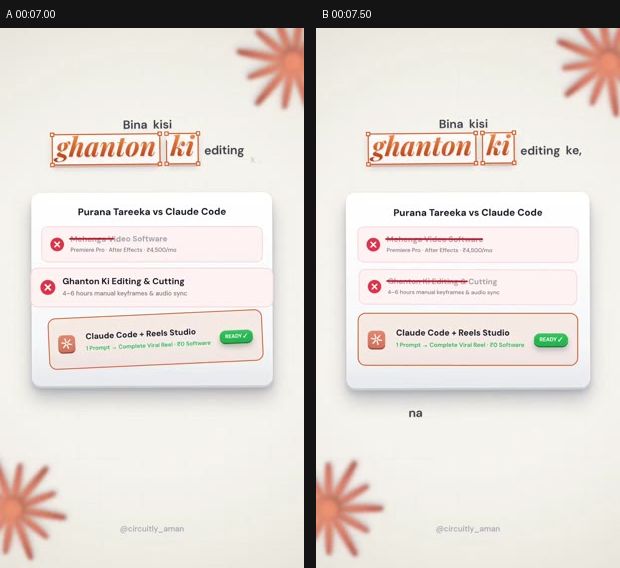 A 00:07.00
Bina kisi
ghanton ki editing
Purana Tareeka vs Claude Code
Mehenga Video Software
Premiere Pro · After Effects · ₹4,500/mo
Ghanton Ki Editing & Cutting
4–6 hours manual keyframes & audio sync
Claude Code + Reels Studio
1 Prompt → Complete Viral Reel · ₹0 Software
READY ✓
@circuitly_aman
B 00:07.50
Bina kisi
ghanton ki editing ke,
Purana Tareeka vs Claude Code
Mehenga Video Software
Premiere Pro · After Effects · ₹4,500/mo
Ghanton Ki Editing & Cutting
4–6 hours manual keyframes & audio sync
Claude Code + Reels Studio
1 Prompt → Complete Viral Reel · ₹0 Software
READY ✓
na
@circuitly_aman